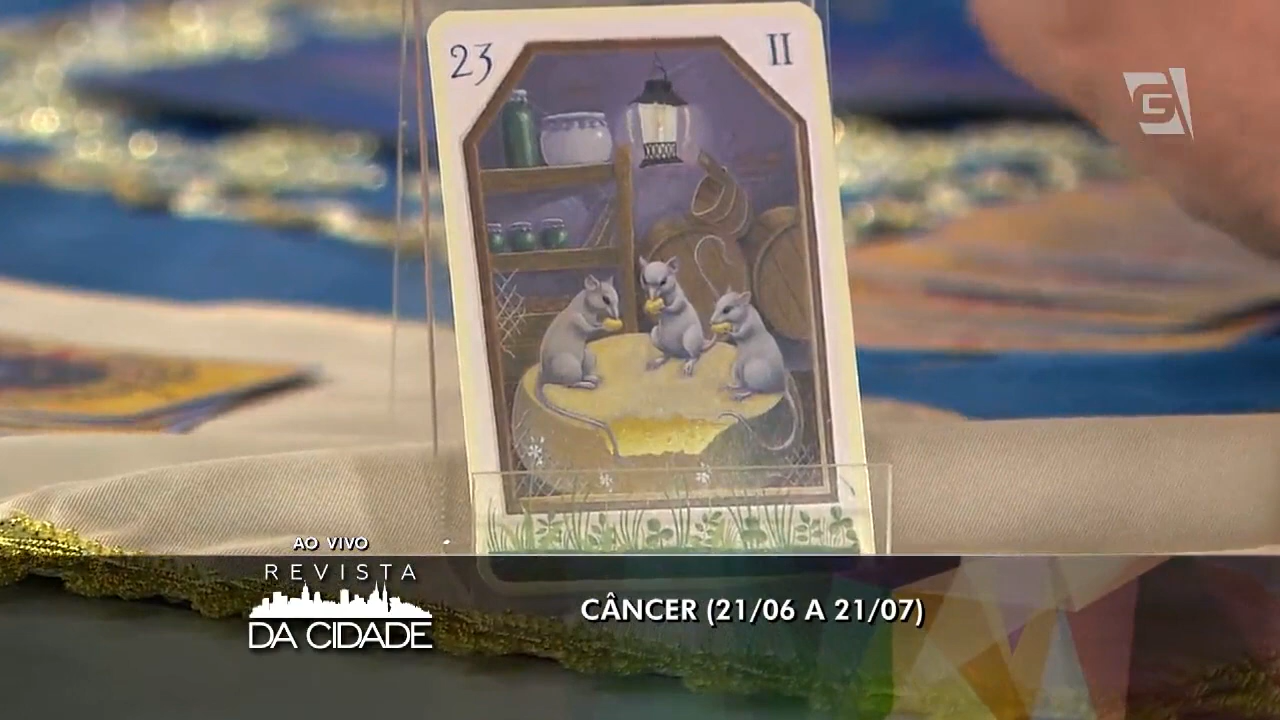 23
II
G
AO VIVO
REVISTA
DA CIDADE
CÂNCER (21/06 A 21/07)